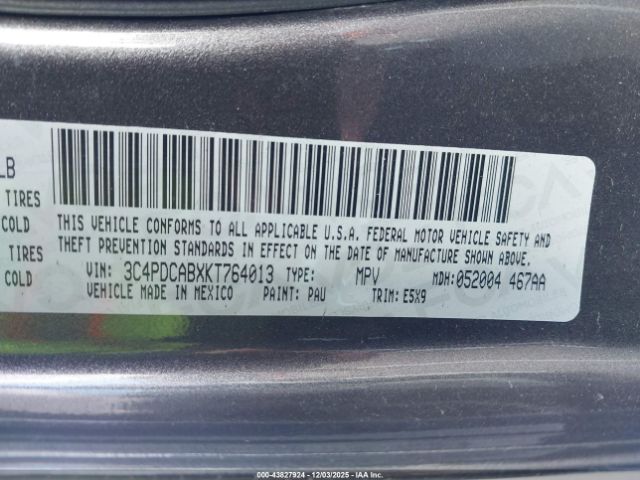 LB
TIRES
COLD
TIRES
COLD
THIS VEHICLE CONFORMS TO ALL APPLICABLE U.S.A. FEDERAL MOTOR VEHICLE SAFETY AND
THEFT PREVENTION STANDARDS IN EFFECT ON THE DATE OF MANUFACTURE SHOWN ABOVE.
VIN: 3C4PDCABXKT764013 TYPE: MPV MDH:052004 467AA
VEHICLE MADE IN MEXICO PAINT: PAU TRIM: E5X9
000-43827924 - 12/03/2025 - IAA Inc.